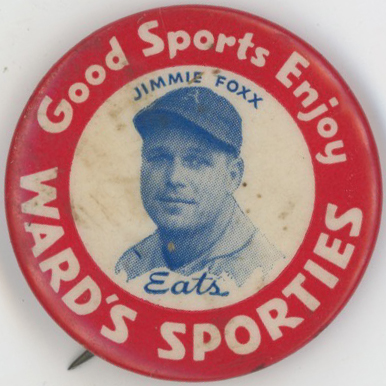 Good Sports Enjoy
JIMMIE FOXX
Eats
WARD'S SPORTIES